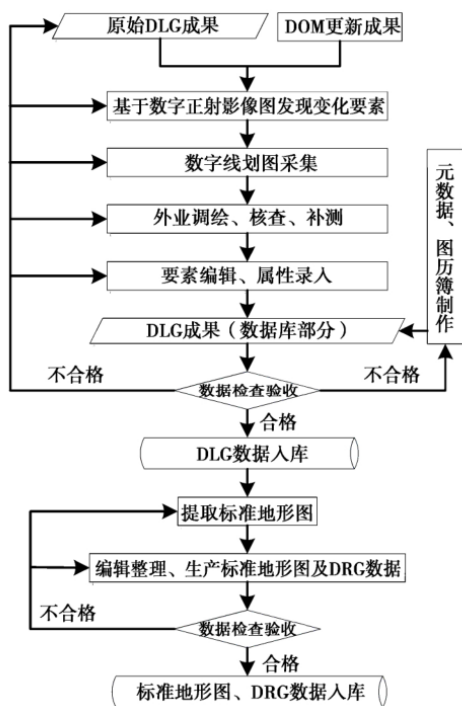 原始DLG成果
DOM更新成果
基于数字正射影像图发现变化要素
数字线划图采集
外业调绘、核查、补测
要素编辑、属性录入
DLG成果（数据库部分）
元数据、图历簿制作
不合格
数据检查验收
不合格
合格
DLG数据入库
提取标准地形图
编辑整理、生产标准地形图及DRG数据
不合格
数据检查验收
合格
标准地形图、DRG数据入库